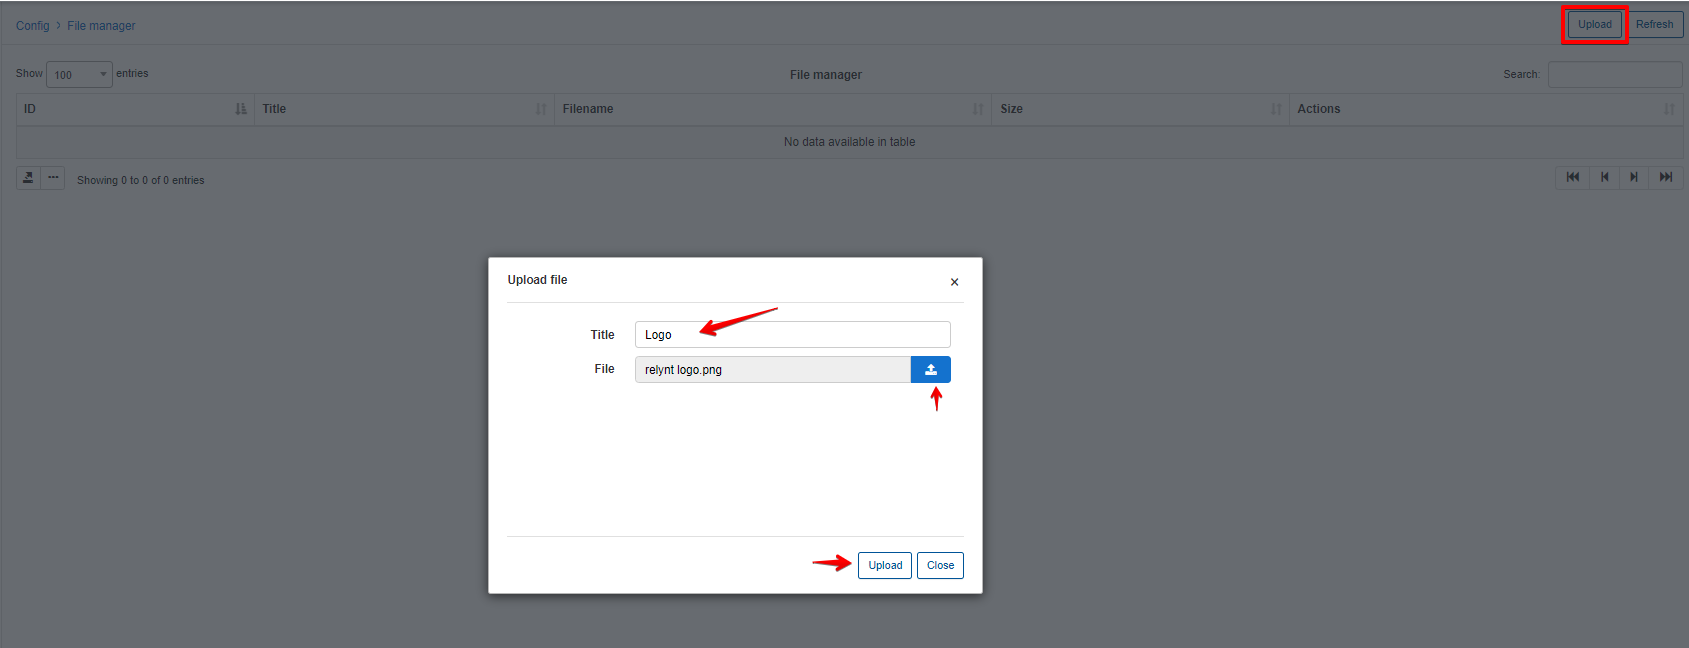 Config › File manager
Upload
Refresh
Show 100 entries
File manager
Search:
ID Title Filename Size Actions
No data available in table
Showing 0 to 0 of 0 entries
Upload file
×
Title Logo
File relynt logo.png
Upload Close